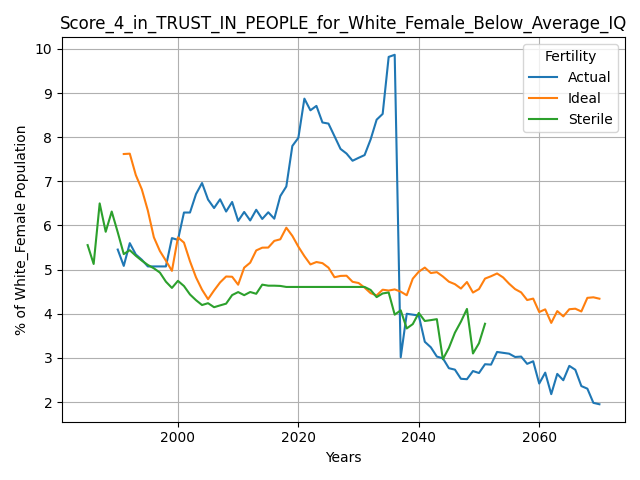 Score_4_in_TRUST_IN_PEOPLE_for_White_Female_Below_Average_IQ
Fertility
Actual
Ideal
Sterile
% of White_Female Population
10
9
8
7
6
5
4
3
2
2000 2020 2040 2060
Years